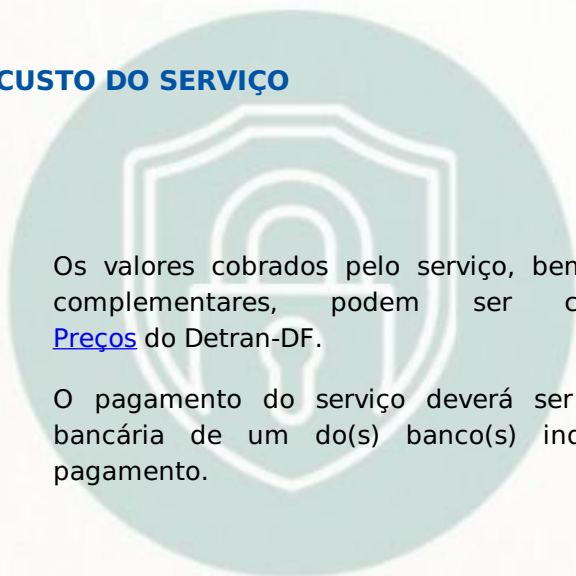 CUSTO DO SERVIÇO
Os valores cobrados pelo serviço, ben
complementares, podem ser c
Preços do Detran-DF.
O pagamento do serviço deverá ser
bancária de um do(s) banco(s) ind
pagamento.